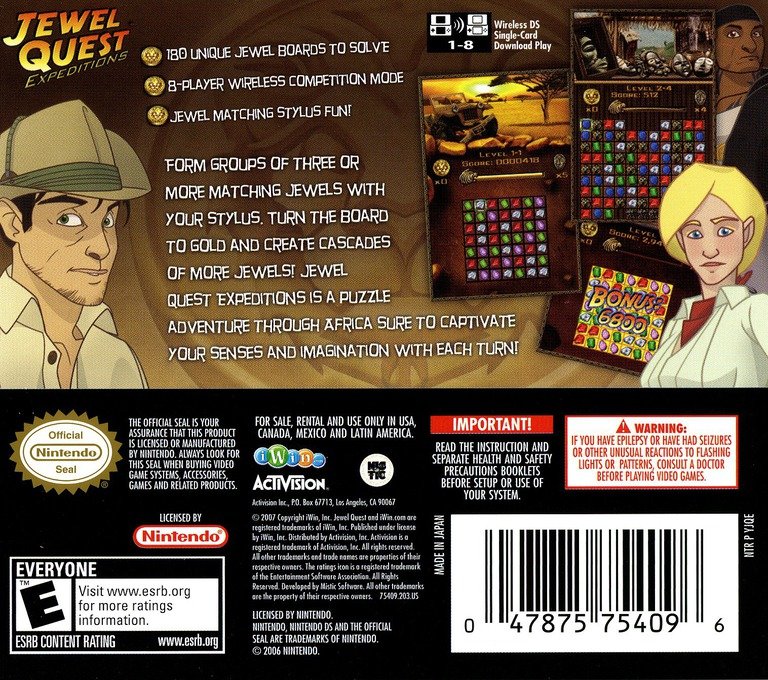 JEWEL
QUEST
EXPEDITIONS
180 UNIQUE JEWEL BOARDS TO SOLVE
8-PLAYER WIRELESS COMPETITION MODE
JEWEL MATCHING STYLUS FUN!
FORM GROUPS OF THREE OR
MORE MATCHING JEWELS WITH
YOUR STYLUS, TURN THE BOARD
TO GOLD AND CREATE CASCADES
OF MORE JEWELS! JEWEL
QUEST EXPEDITIONS IS A PUZZLE
ADVENTURE THROUGH AFRICA SURE TO CAPTIVATE
YOUR SENSES AND IMAGINATION WITH EACH TURN!
1-8
Wireless DS
Single-Card
Download Play
LEVEL 1-1
SCORE: 0000418
x0
x5
LEVEL 2-4
SCORE: 512
x0
x4
LEVEL
SCORE: 2,94
x0
BONUS!
6800
Official
Nintendo
Seal
THE OFFICIAL SEAL IS YOUR
ASSURANCE THAT THIS PRODUCT
IS LICENSED OR MANUFACTURED
BY NINTENDO. ALWAYS LOOK FOR
THIS SEAL WHEN BUYING VIDEO
GAME SYSTEMS, ACCESSORIES,
GAMES AND RELATED PRODUCTS.
LICENSED BY
Nintendo
EVERYONE
E
TM
Visit www.esrb.org
for more ratings
information.
ESRB CONTENT RATING www.esrb.org
FOR SALE, RENTAL AND USE ONLY IN USA,
CANADA, MEXICO AND LATIN AMERICA.
iWin.com
MIS
TIC
ACTIVISION
Activision Inc., P.O. Box 67713, Los Angeles, CA 90067
© 2007 Copyright iWin, Inc. Jewel Quest and iWin.com are
registered trademarks of iWin, Inc. Published under license
by iWin, Inc. Distributed by Activision, Inc. Activision is a
registered trademark of Activision, Inc. All rights reserved.
All other trademarks and trade names are properties of their
respective owners. The ratings icon is a registered trademark
of the Entertainment Software Association. All Rights
Reserved. Developed by Mistic Software. All other trademarks
are the property of their respective owners. 75409.203.US
LICENSED BY NINTENDO.
NINTENDO, NINTENDO DS AND THE OFFICIAL
SEAL ARE TRADEMARKS OF NINTENDO.
© 2006 NINTENDO.
IMPORTANT!
READ THE INSTRUCTION AND
SEPARATE HEALTH AND SAFETY
PRECAUTIONS BOOKLETS
BEFORE SETUP OR USE OF
YOUR SYSTEM.
WARNING:
IF YOU HAVE EPILEPSY OR HAVE HAD SEIZURES
OR OTHER UNUSUAL REACTIONS TO FLASHING
LIGHTS OR PATTERNS, CONSULT A DOCTOR
BEFORE PLAYING VIDEO GAMES.
MADE IN JAPAN
0 47875 75409 6
NTR P YJQE